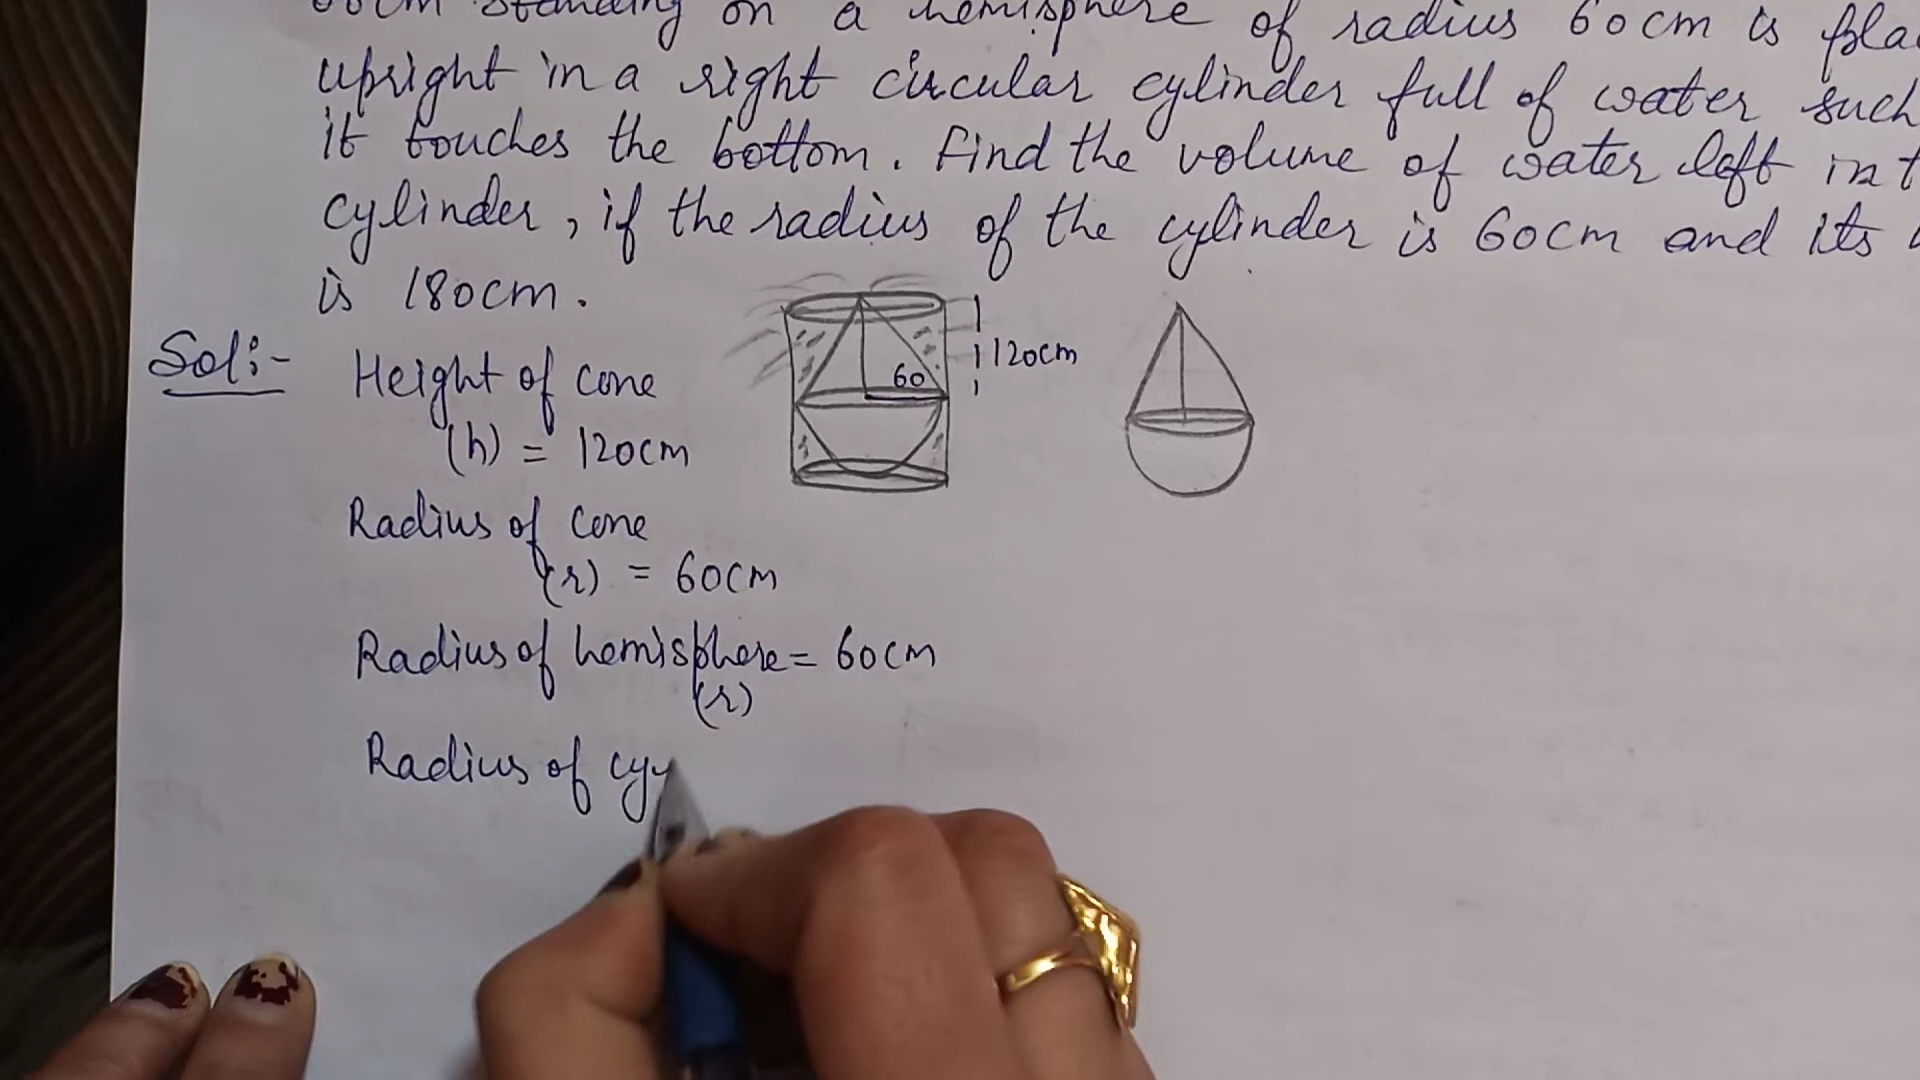 60cm standing on a hemisphere of radius 60cm is
upright in a right circular cylinder full of water such
it touches the bottom. Find the volume of water left in
cylinder, if the radius of the cylinder is 60cm and its
is 180cm.
Sol:-
Height of cone
(h) = 120cm
120cm
60
Radius of cone
(r) = 60cm
Radius of hemisphere = 60cm
(r)
Radius of cy